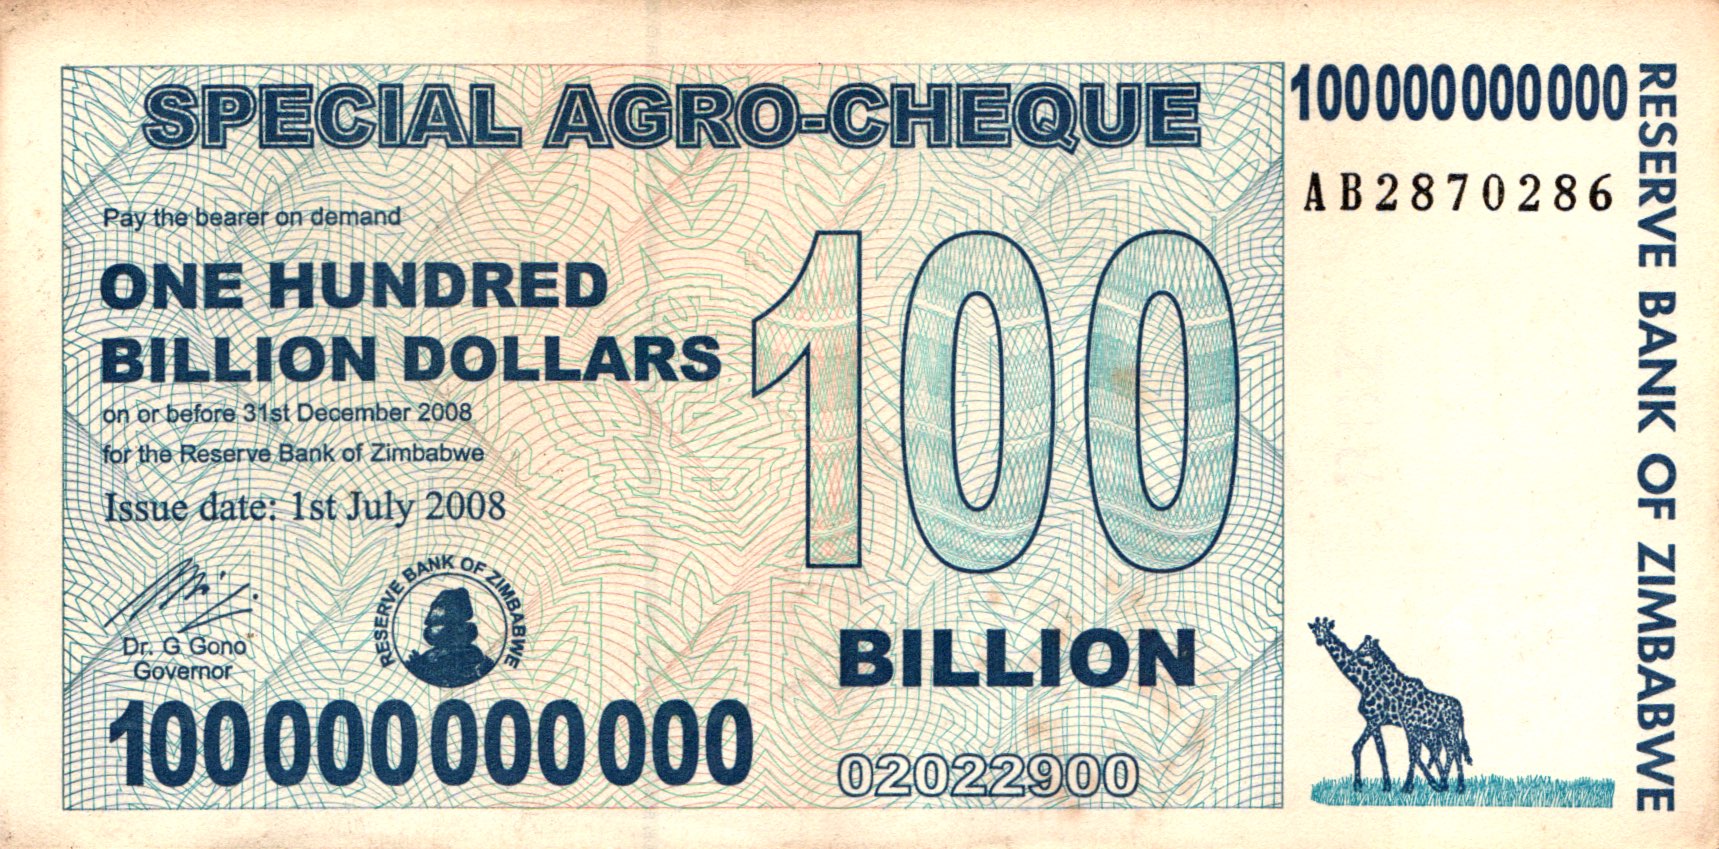 SPECIAL AGRO-CHEQUE
100000000000
AB2870286
Pay the bearer on demand
ONE HUNDRED
BILLION DOLLARS
on or before 31st December 2008
for the Reserve Bank of Zimbabwe
Issue date: 1st July 2008
100
BILLION
RESERVE BANK OF ZIMBABWE
Dr. G Gono
Governor
100000000000
02022900
RESERVE BANK OF ZIMBABWE